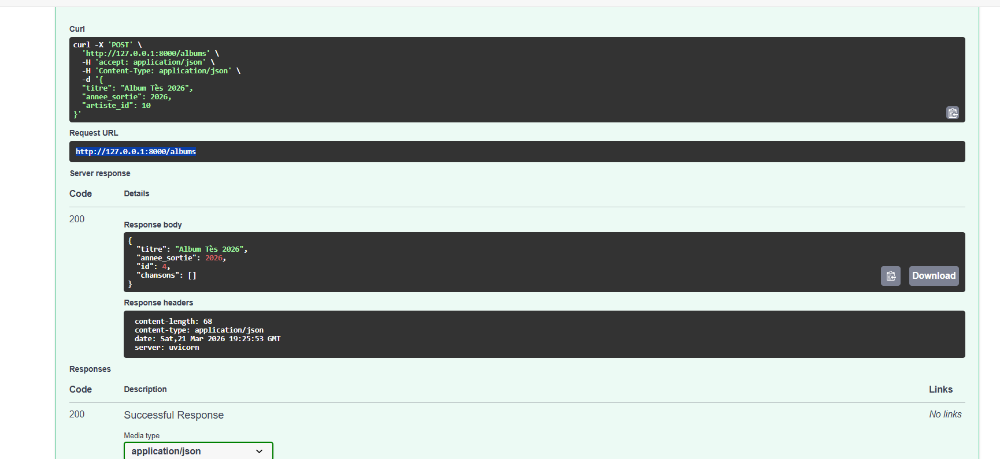 Curl
curl -X 'POST' \
  'http://127.0.0.1:8000/albums' \
  -H 'accept: application/json' \
  -H 'Content-Type: application/json' \
  -d '{
  "titre": "Album Tès 2026",
  "annee_sortie": 2026,
  "artiste_id": 10
}'
Request URL
http://127.0.0.1:8000/albums
Server response
Code Details
200
Response body
{
  "titre": "Album Tès 2026",
  "annee_sortie": 2026,
  "id": 4,
  "chansons": []
}
Download
Response headers
content-length: 68
content-type: application/json
date: Sat,21 Mar 2026 19:25:53 GMT
server: uvicorn
Responses
Code Description Links
200 Successful Response No links
Media type
application/json